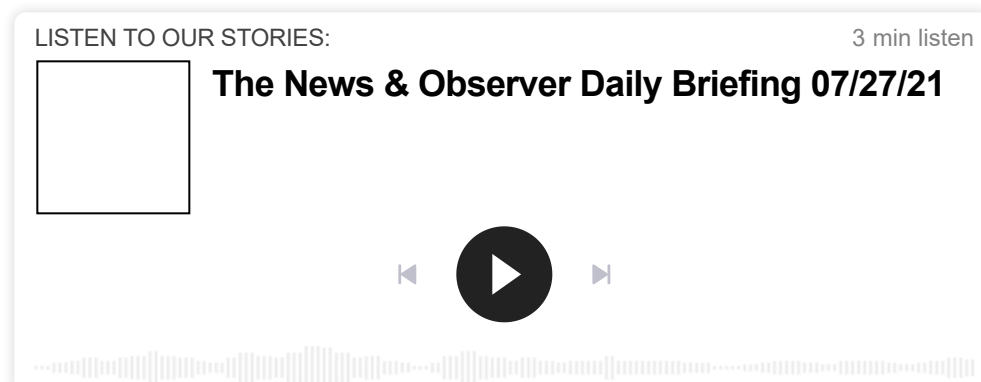 LISTEN TO OUR STORIES:
3 min listen
The News & Observer Daily Briefing 07/27/21